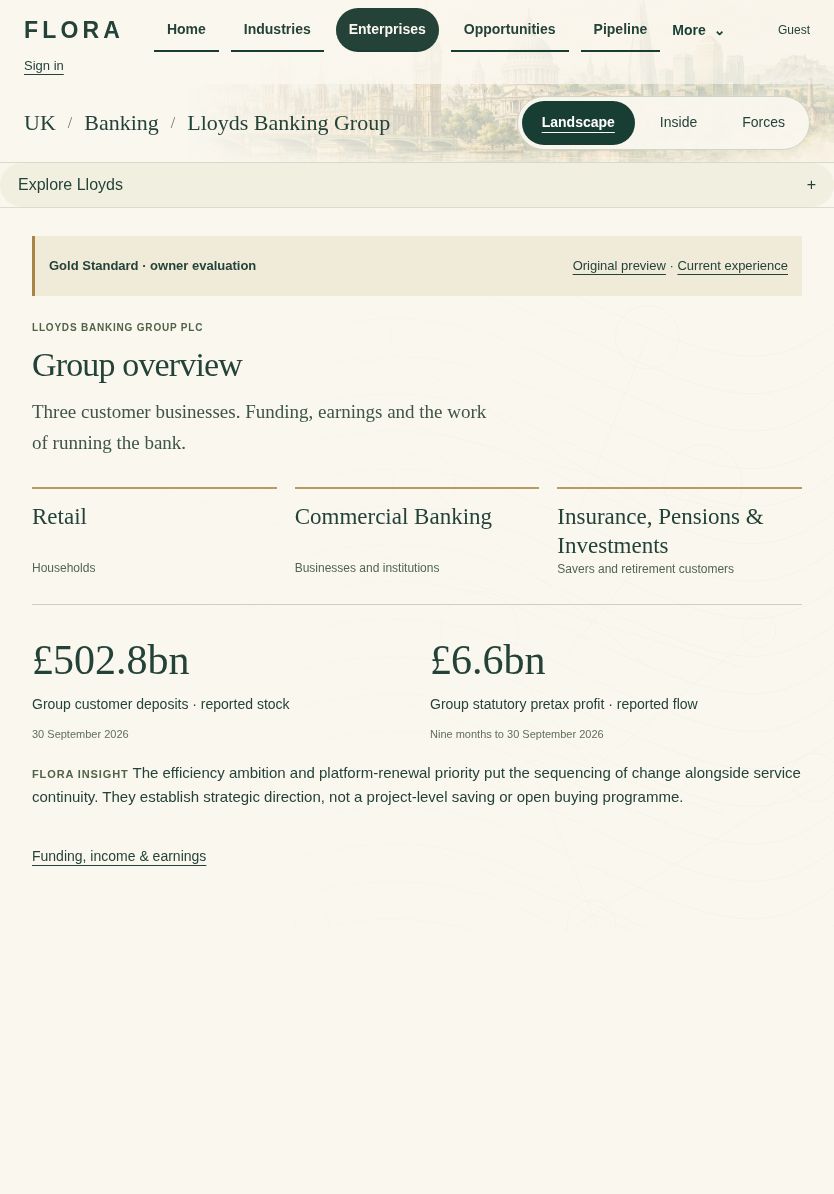 FLORA
Home
Industries
Enterprises
Opportunities
Pipeline
More
Guest
Sign in
UK / Banking / Lloyds Banking Group
Landscape
Inside
Forces
Explore Lloyds +
Gold Standard · owner evaluation
Original preview · Current experience
LLOYDS BANKING GROUP PLC
Group overview
Three customer businesses. Funding, earnings and the work
of running the bank.
Retail
Households
Commercial Banking
Businesses and institutions
Insurance, Pensions &
Investments
Savers and retirement customers
£502.8bn
Group customer deposits · reported stock
30 September 2026
£6.6bn
Group statutory pretax profit · reported flow
Nine months to 30 September 2026
FLORA INSIGHT The efficiency ambition and platform-renewal priority put the sequencing of change alongside service
continuity. They establish strategic direction, not a project-level saving or open buying programme.
Funding, income & earnings